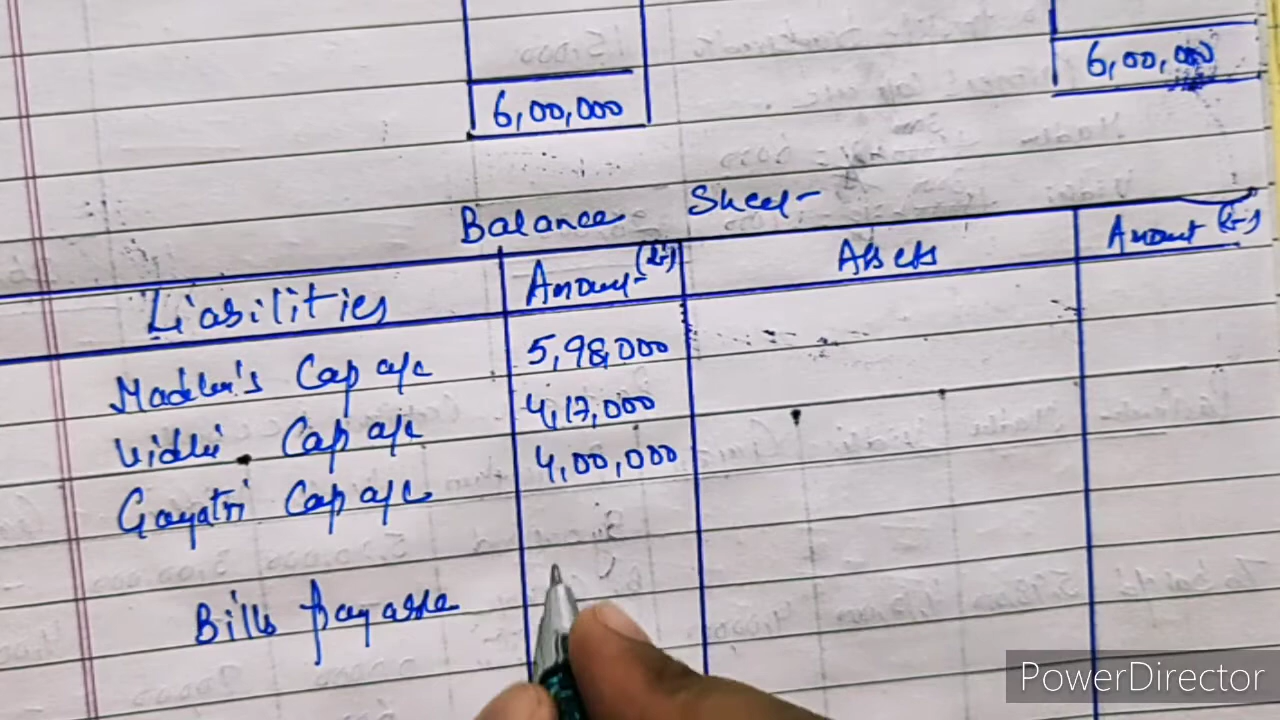 6,00,000
6,00,000
Balance Sheet
Liabilities Amount (₹) Assets Amount (₹)
Madhu's Cap a/c 5,98,000
Vidhi Cap a/c 4,17,000
Gayatri Cap a/c 4,00,000
Bills payable
PowerDirector